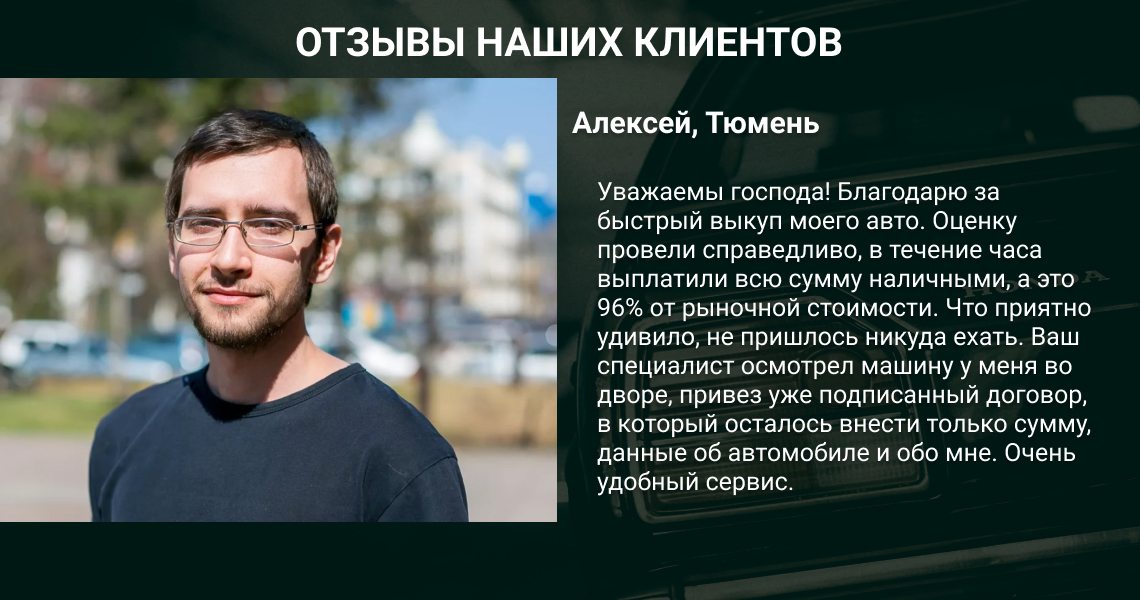 ОТЗЫВЫ НАШИХ КЛИЕНТОВ
Алексей, Тюмень
Уважаемы господа! Благодарю за
быстрый выкуп моего авто. Оценку
провели справедливо, в течение часа
выплатили всю сумму наличными, а это
96% от рыночной стоимости. Что приятно
удивило, не пришлось никуда ехать. Ваш
специалист осмотрел машину у меня во
дворе, привез уже подписанный договор,
в который осталось внести только сумму,
данные об автомобиле и обо мне. Очень
удобный сервис.